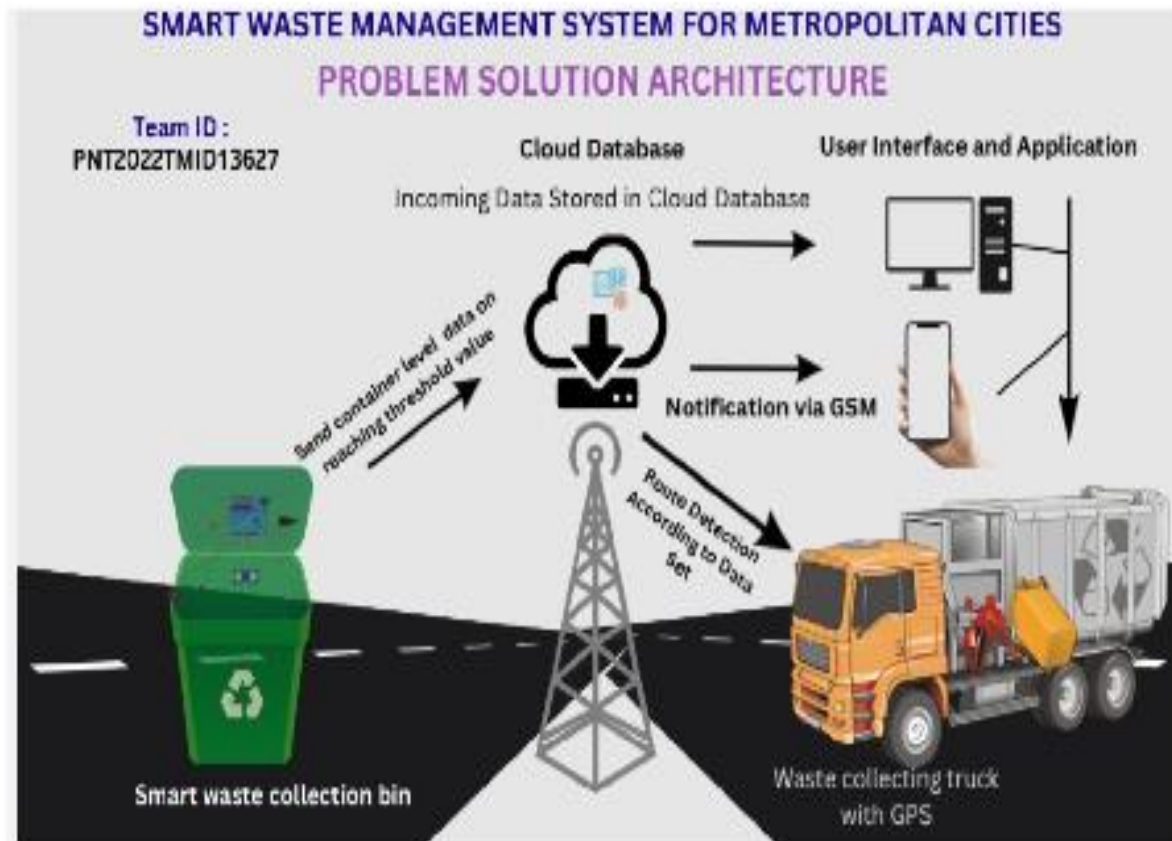 SMART WASTE MANAGEMENT SYSTEM FOR METROPOLITAN CITIES
PROBLEM SOLUTION ARCHITECTURE
Team ID :
PNT2022TMID13627
Cloud Database
User Interface and Application
Incoming Data Stored in Cloud Database
Send container level data on
reaching threshold value
Notification via GSM
Route Detection
According to Data
Set
Smart waste collection bin
Waste collecting truck
with GPS